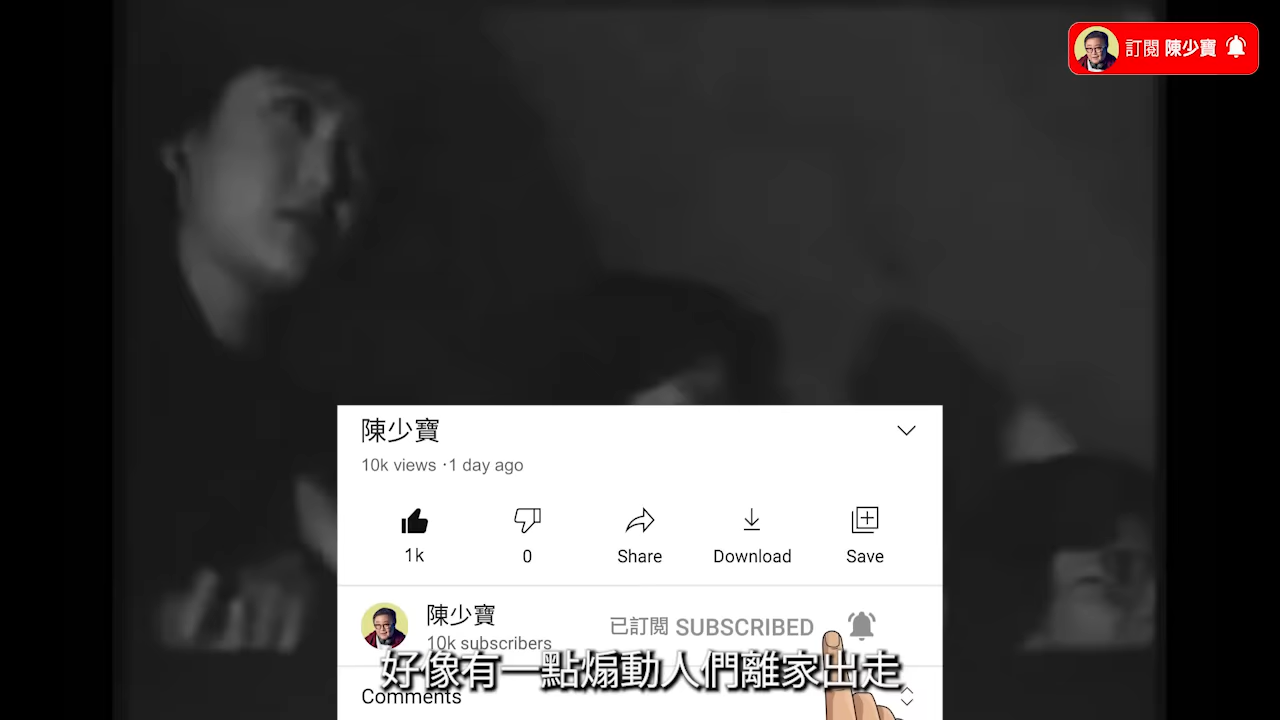 訂閱 陳少寶
陳少寶
10k views ·1 day ago
1k
0
Share
Download
Save
陳少寶
已訂閱 SUBSCRIBED
10k subscribers
好像有一點煽動人們離家出走
Comments